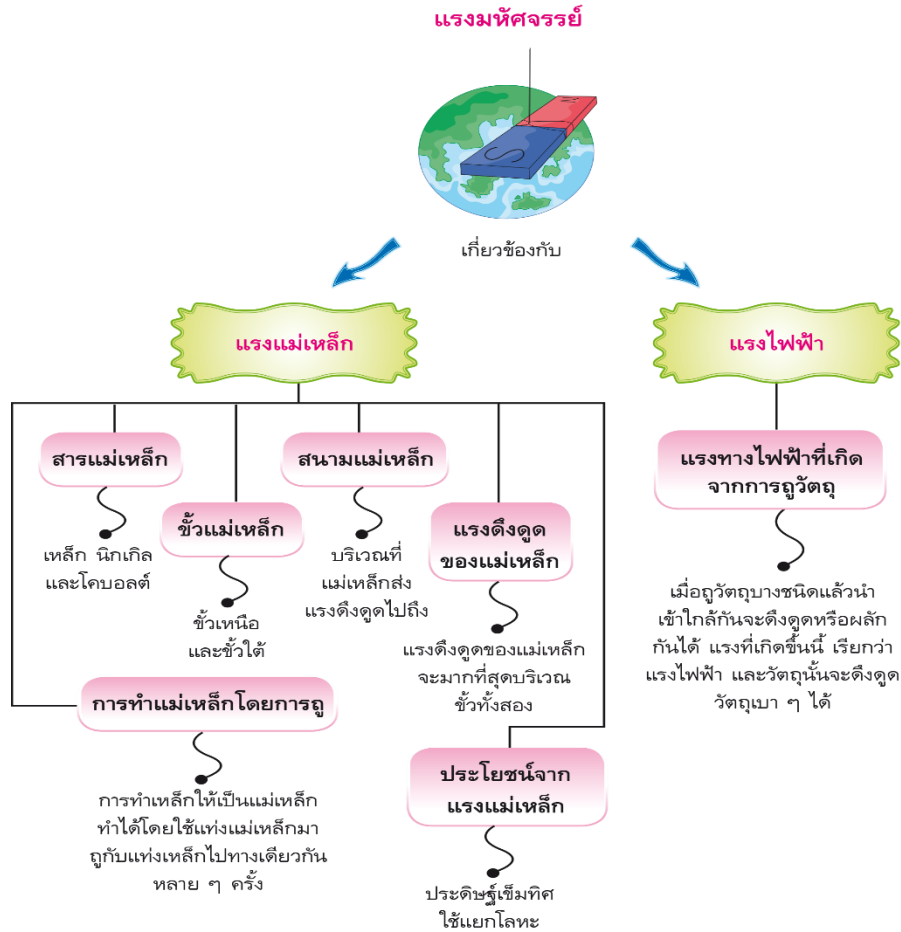 แรงมหัศจรรย์
N
S
เกี่ยวข้องกับ
แรงแม่เหล็ก
สารแม่เหล็ก
เหล็ก นิกเกิล
และโคบอลต์
ขั้วแม่เหล็ก
ขั้วเหนือ
และขั้วใต้
สนามแม่เหล็ก
บริเวณที่
แม่เหล็กส่ง
แรงดึงดูดไปถึง
แรงดึงดูด
ของแม่เหล็ก
แรงดึงดูดของแม่เหล็ก
จะมากที่สุดบริเวณ
ขั้วทั้งสอง
การทำแม่เหล็กโดยการถู
การทำเหล็กให้เป็นแม่เหล็ก
ทำได้โดยใช้แท่งแม่เหล็กมา
ถูกับแท่งเหล็กไปทางเดียวกัน
หลาย ๆ ครั้ง
ประโยชน์จาก
แรงแม่เหล็ก
ประดิษฐ์เข็มทิศ
ใช้แยกโลหะ
แรงไฟฟ้า
แรงทางไฟฟ้าที่เกิด
จากการถูวัตถุ
เมื่อถูวัตถุบางชนิดแล้วนำ
เข้าใกล้กันจะดึงดูดหรือผลัก
กันได้ แรงที่เกิดขึ้นนี้ เรียกว่า
แรงไฟฟ้า และวัตถุนั้นจะดึงดูด
วัตถุเบา ๆ ได้